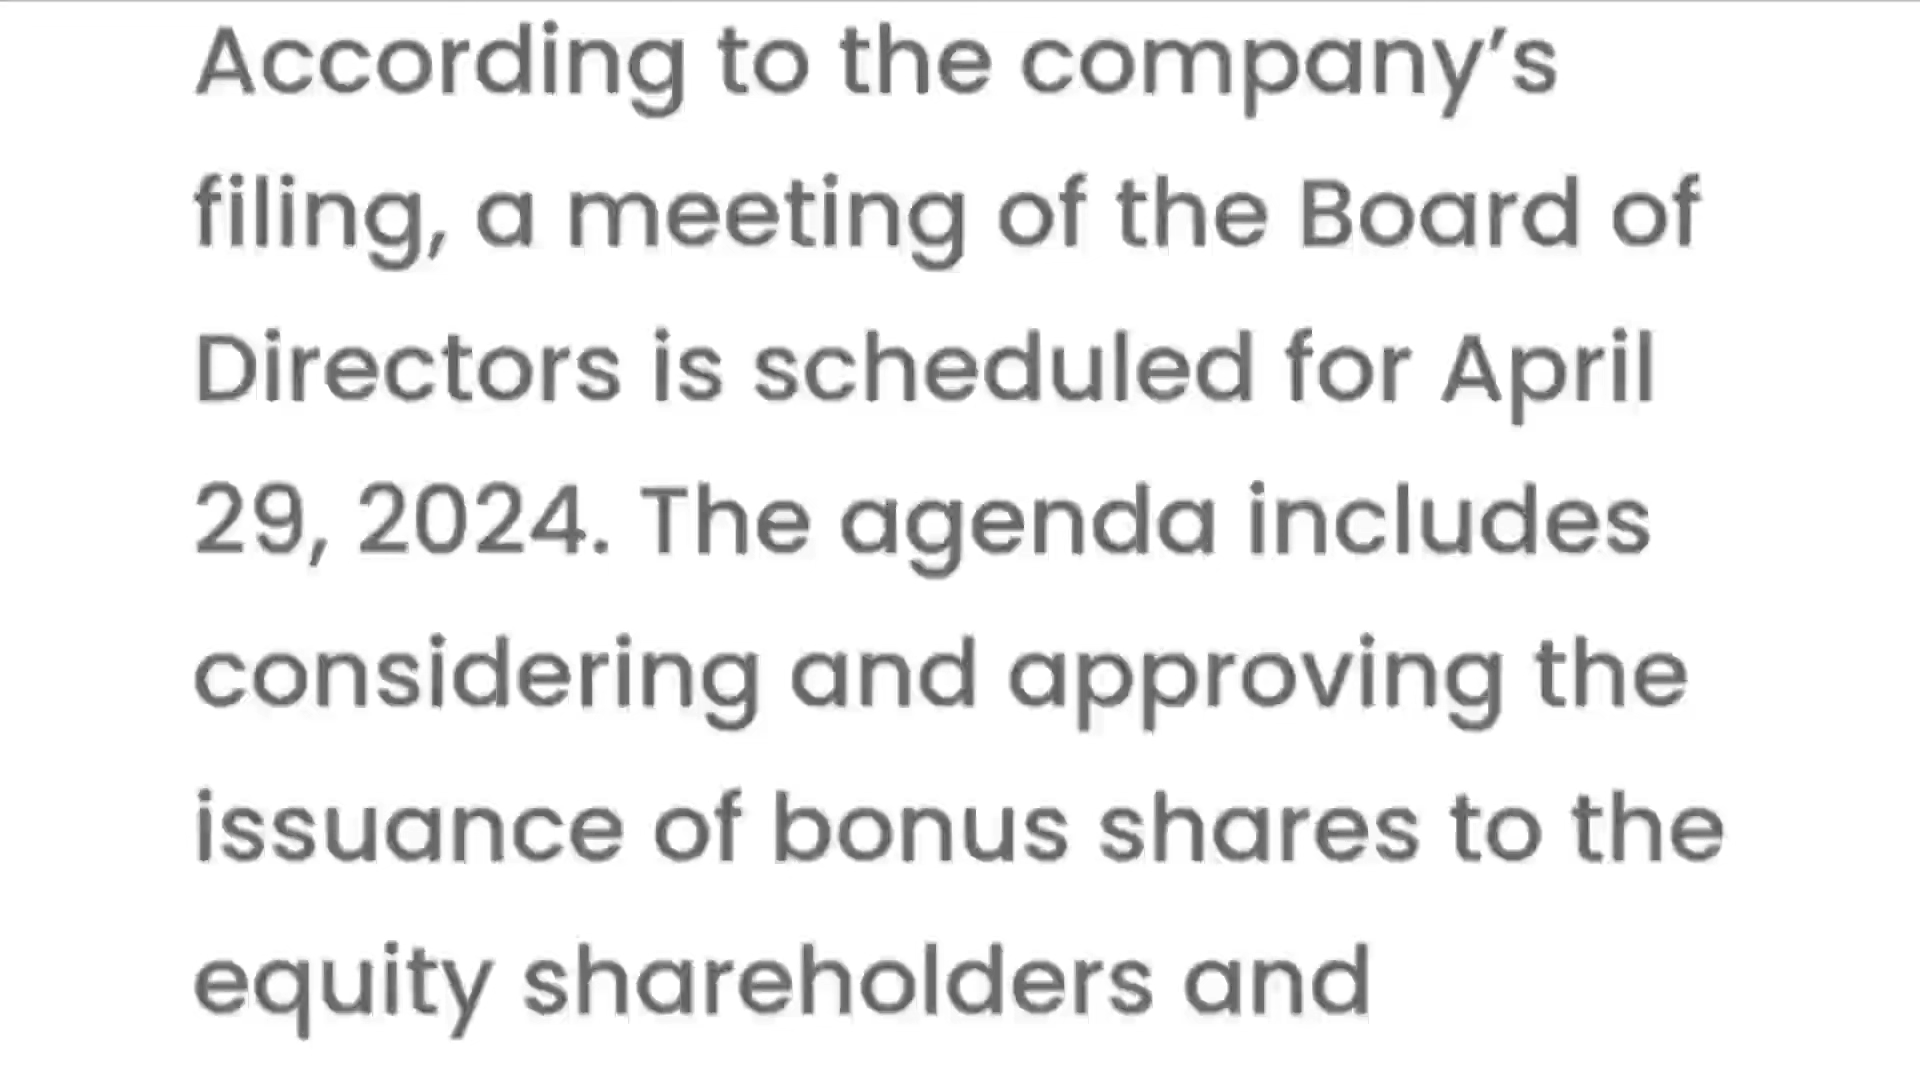 According to the company’s
filing, a meeting of the Board of
Directors is scheduled for April
29, 2024. The agenda includes
considering and approving the
issuance of bonus shares to the
equity shareholders and